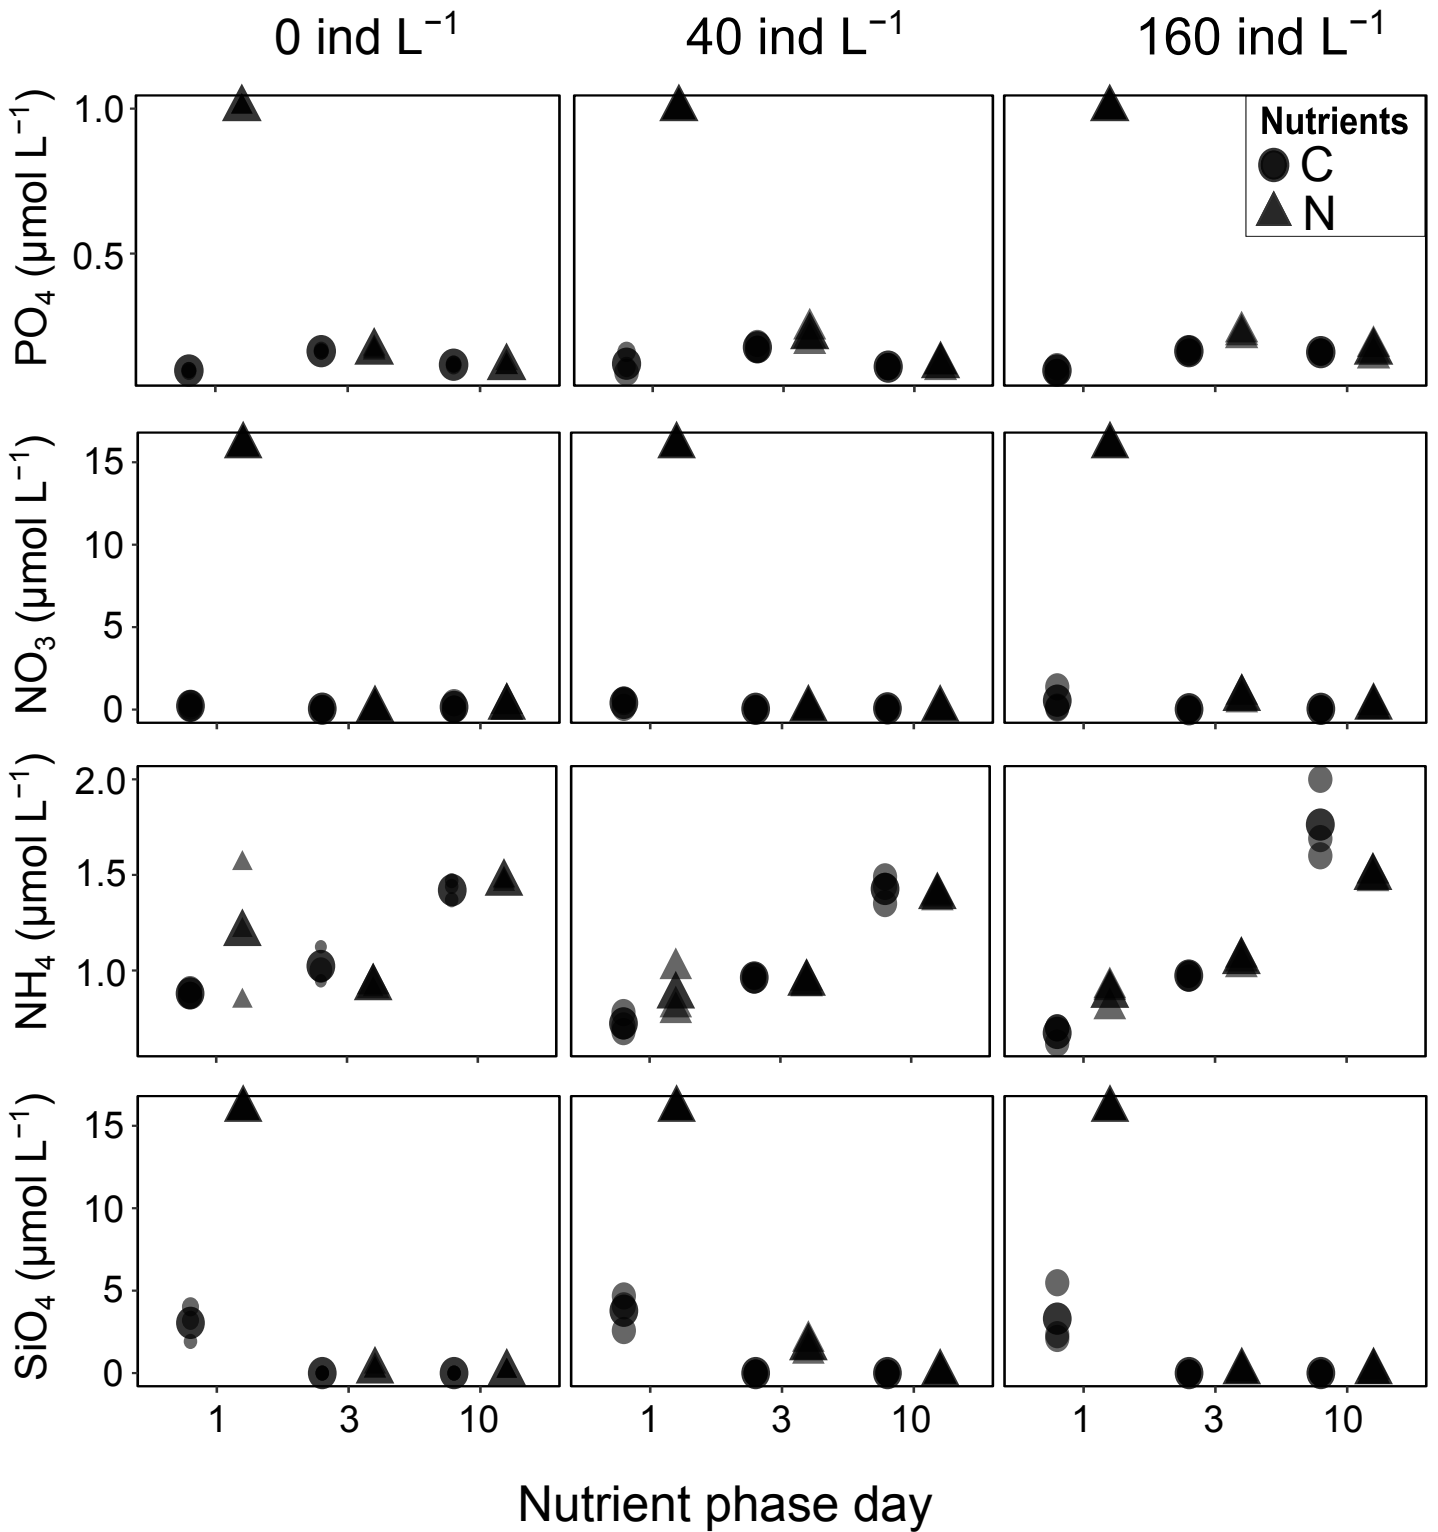 0 ind L⁻¹ 40 ind L⁻¹ 160 ind L⁻¹
PO₄ (µmol L⁻¹)
1.0
0.5
Nutrients
C
N
NO₃ (µmol L⁻¹)
15
10
5
0
NH₄ (µmol L⁻¹)
2.0
1.5
1.0
SiO₄ (µmol L⁻¹)
15
10
5
0
1 3 10 1 3 10 1 3 10
Nutrient phase day